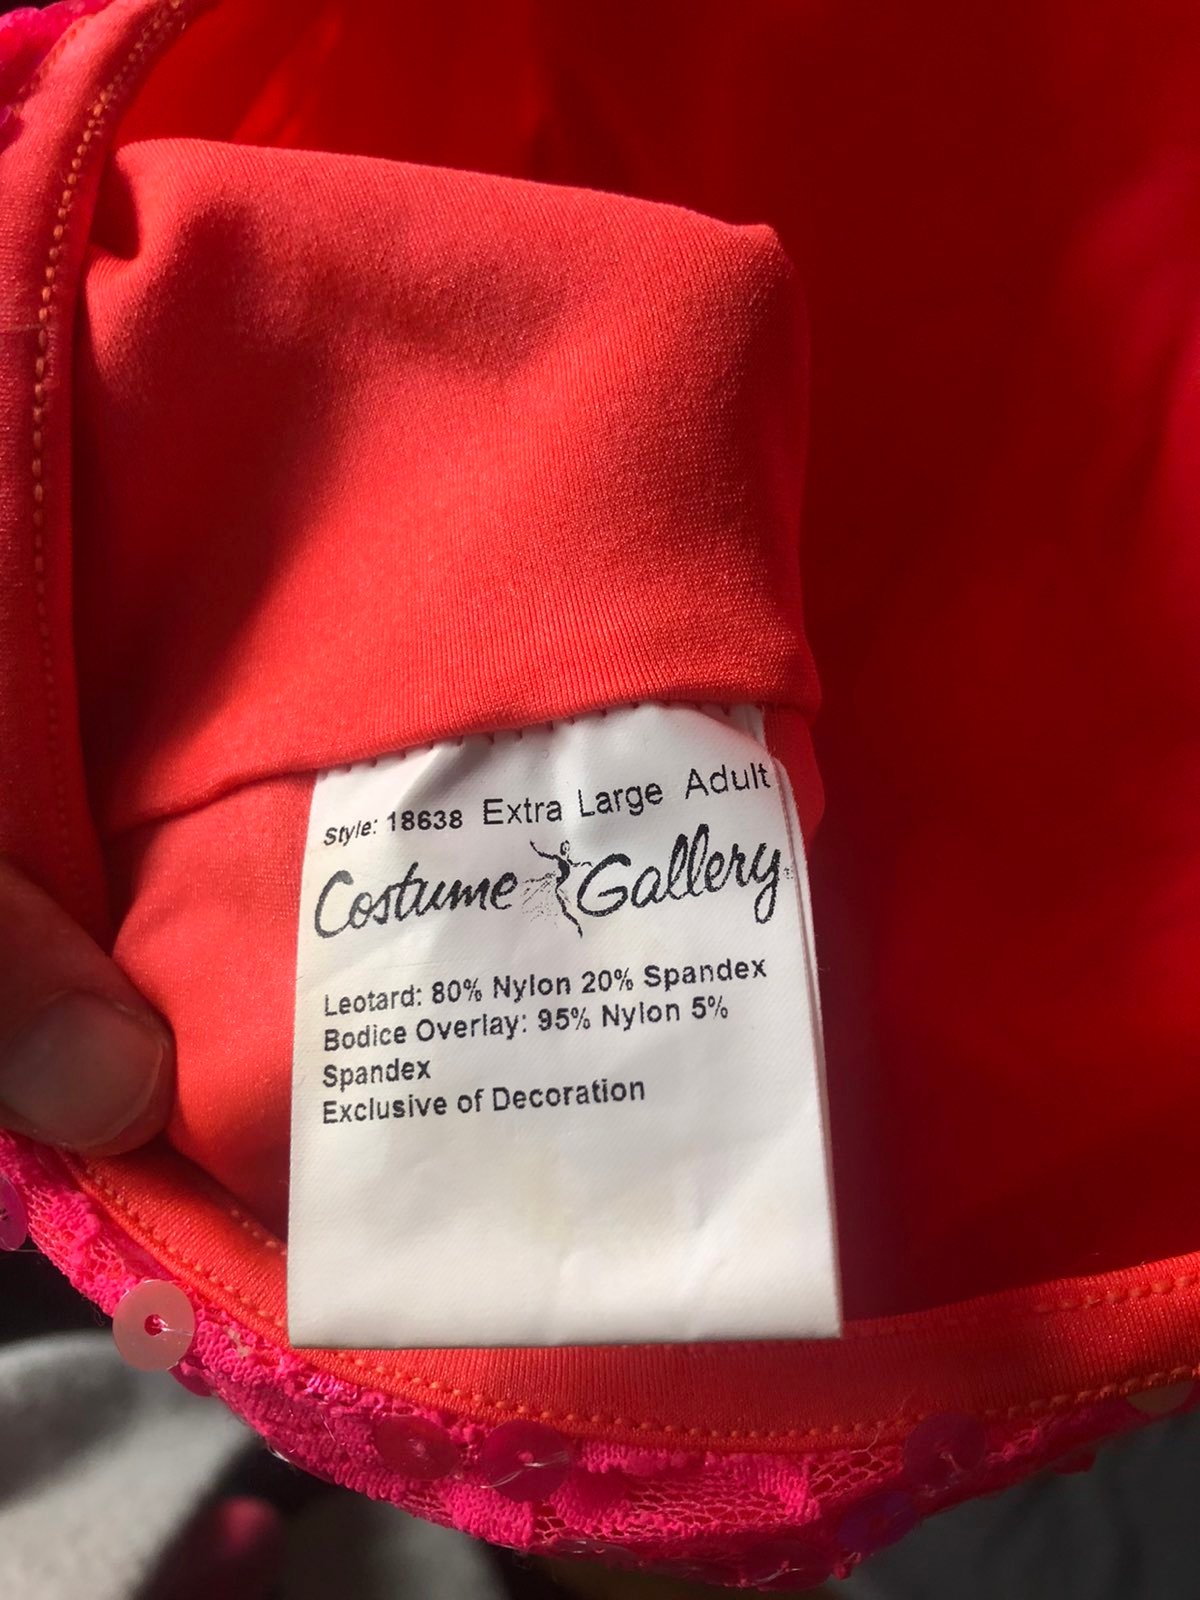 Style: 18638 Extra Large Adult
Costume Gallery
Leotard: 80% Nylon 20% Spandex
Bodice Overlay: 95% Nylon 5%
Spandex
Exclusive of Decoration